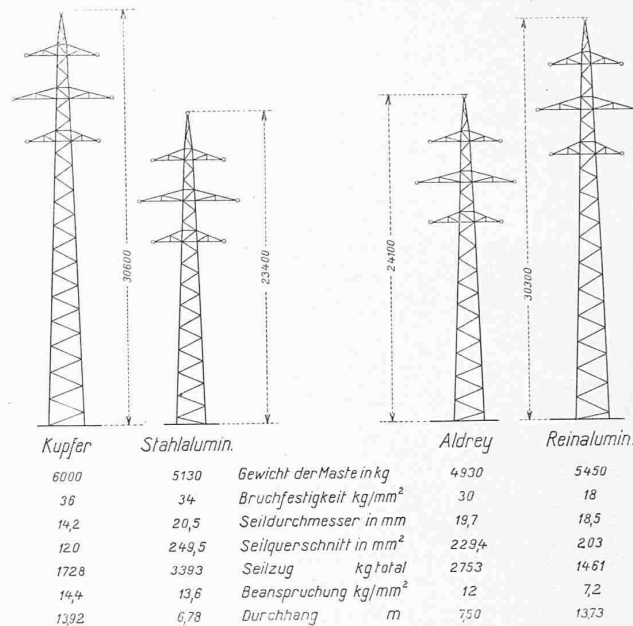 30600
23400
24100
30300
Kupfer Stahlalumin. Aldrey Reinalumin.
6000 5130 Gewicht der Maste in kg 4930 5450
36 34 Bruchfestigkeit kg/mm² 30 18
14,2 20,5 Seildurchmesser in mm 19,7 18,5
120 249,5 Seilquerschnitt in mm² 229,4 203
1728 3393 Seilzug kg total 2753 1461
14,4 13,6 Beanspruchung kg/mm² 12 7,2
13,92 6,78 Durchhang m 7,50 13,73